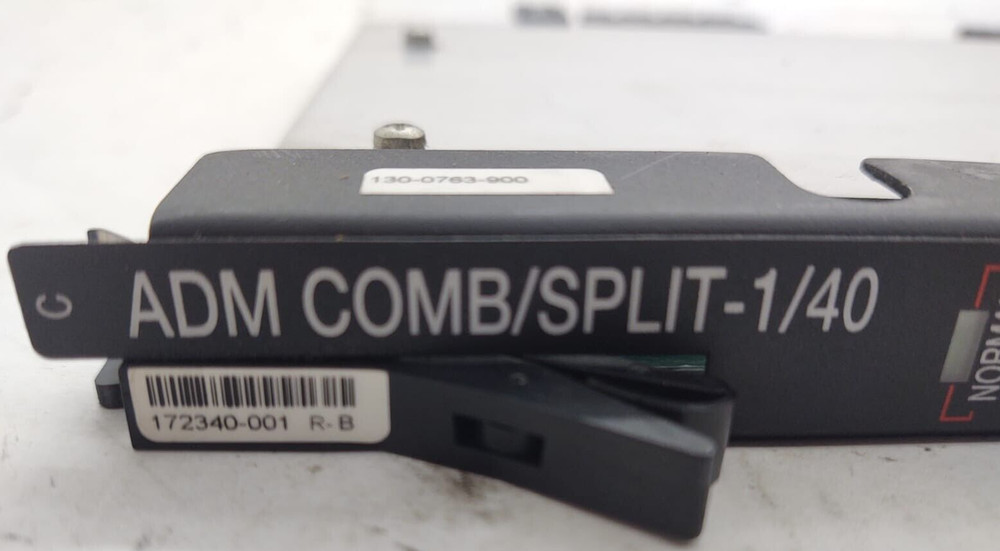 130-0763-900
C
ADM COMB/SPLIT-1/40
172340-001 R-B